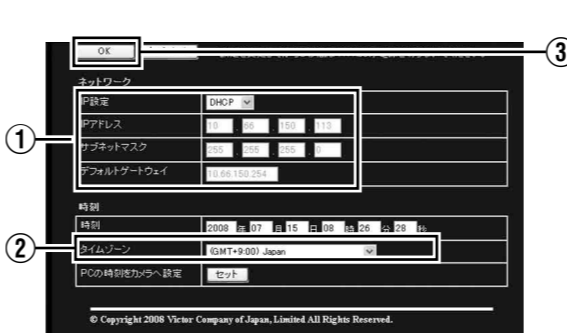 ③
OK
ネットワーク
①
IP設定 DHCP
IPアドレス 10 . 66 . 150 . 113
サブネットマスク 255 . 255 . 255 . 0
デフォルトゲートウェイ 10.66.150.254
時刻
時刻 2008 年 07 月 15 日 08 時 26 分 28 秒
②
タイムゾーン (GMT+9:00) Japan
PCの時刻をカメラへ設定 セット
© Copyright 2008 Victor Company of Japan, Limited All Rights Reserved.